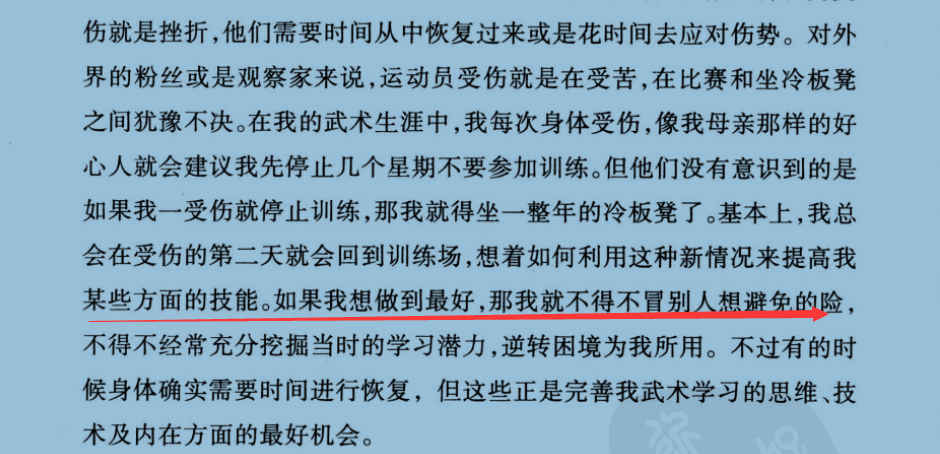 伤就是挫折,他们需要时间从中恢复过来或是花时间去应对伤势。对外
界的粉丝或是观察家来说,运动员受伤就是在受苦,在比赛和坐冷板凳
之间犹豫不决。在我的武术生涯中,我每次身体受伤,像我母亲那样的好
心人就会建议我先停止几个星期不要参加训练。但他们没有意识到的是
如果我一受伤就停止训练,那我就得坐一整年的冷板凳了。基本上,我总
会在受伤的第二天就会回到训练场,想着如何利用这种新情况来提高我
某些方面的技能。如果我想做到最好,那我就不得不冒别人想避免的险,
不得不经常充分挖掘当时的学习潜力,逆转困境为我所用。不过有的时
候身体确实需要时间进行恢复,但这些正是完善我武术学习的思维、技
术及内在方面的最好机会。